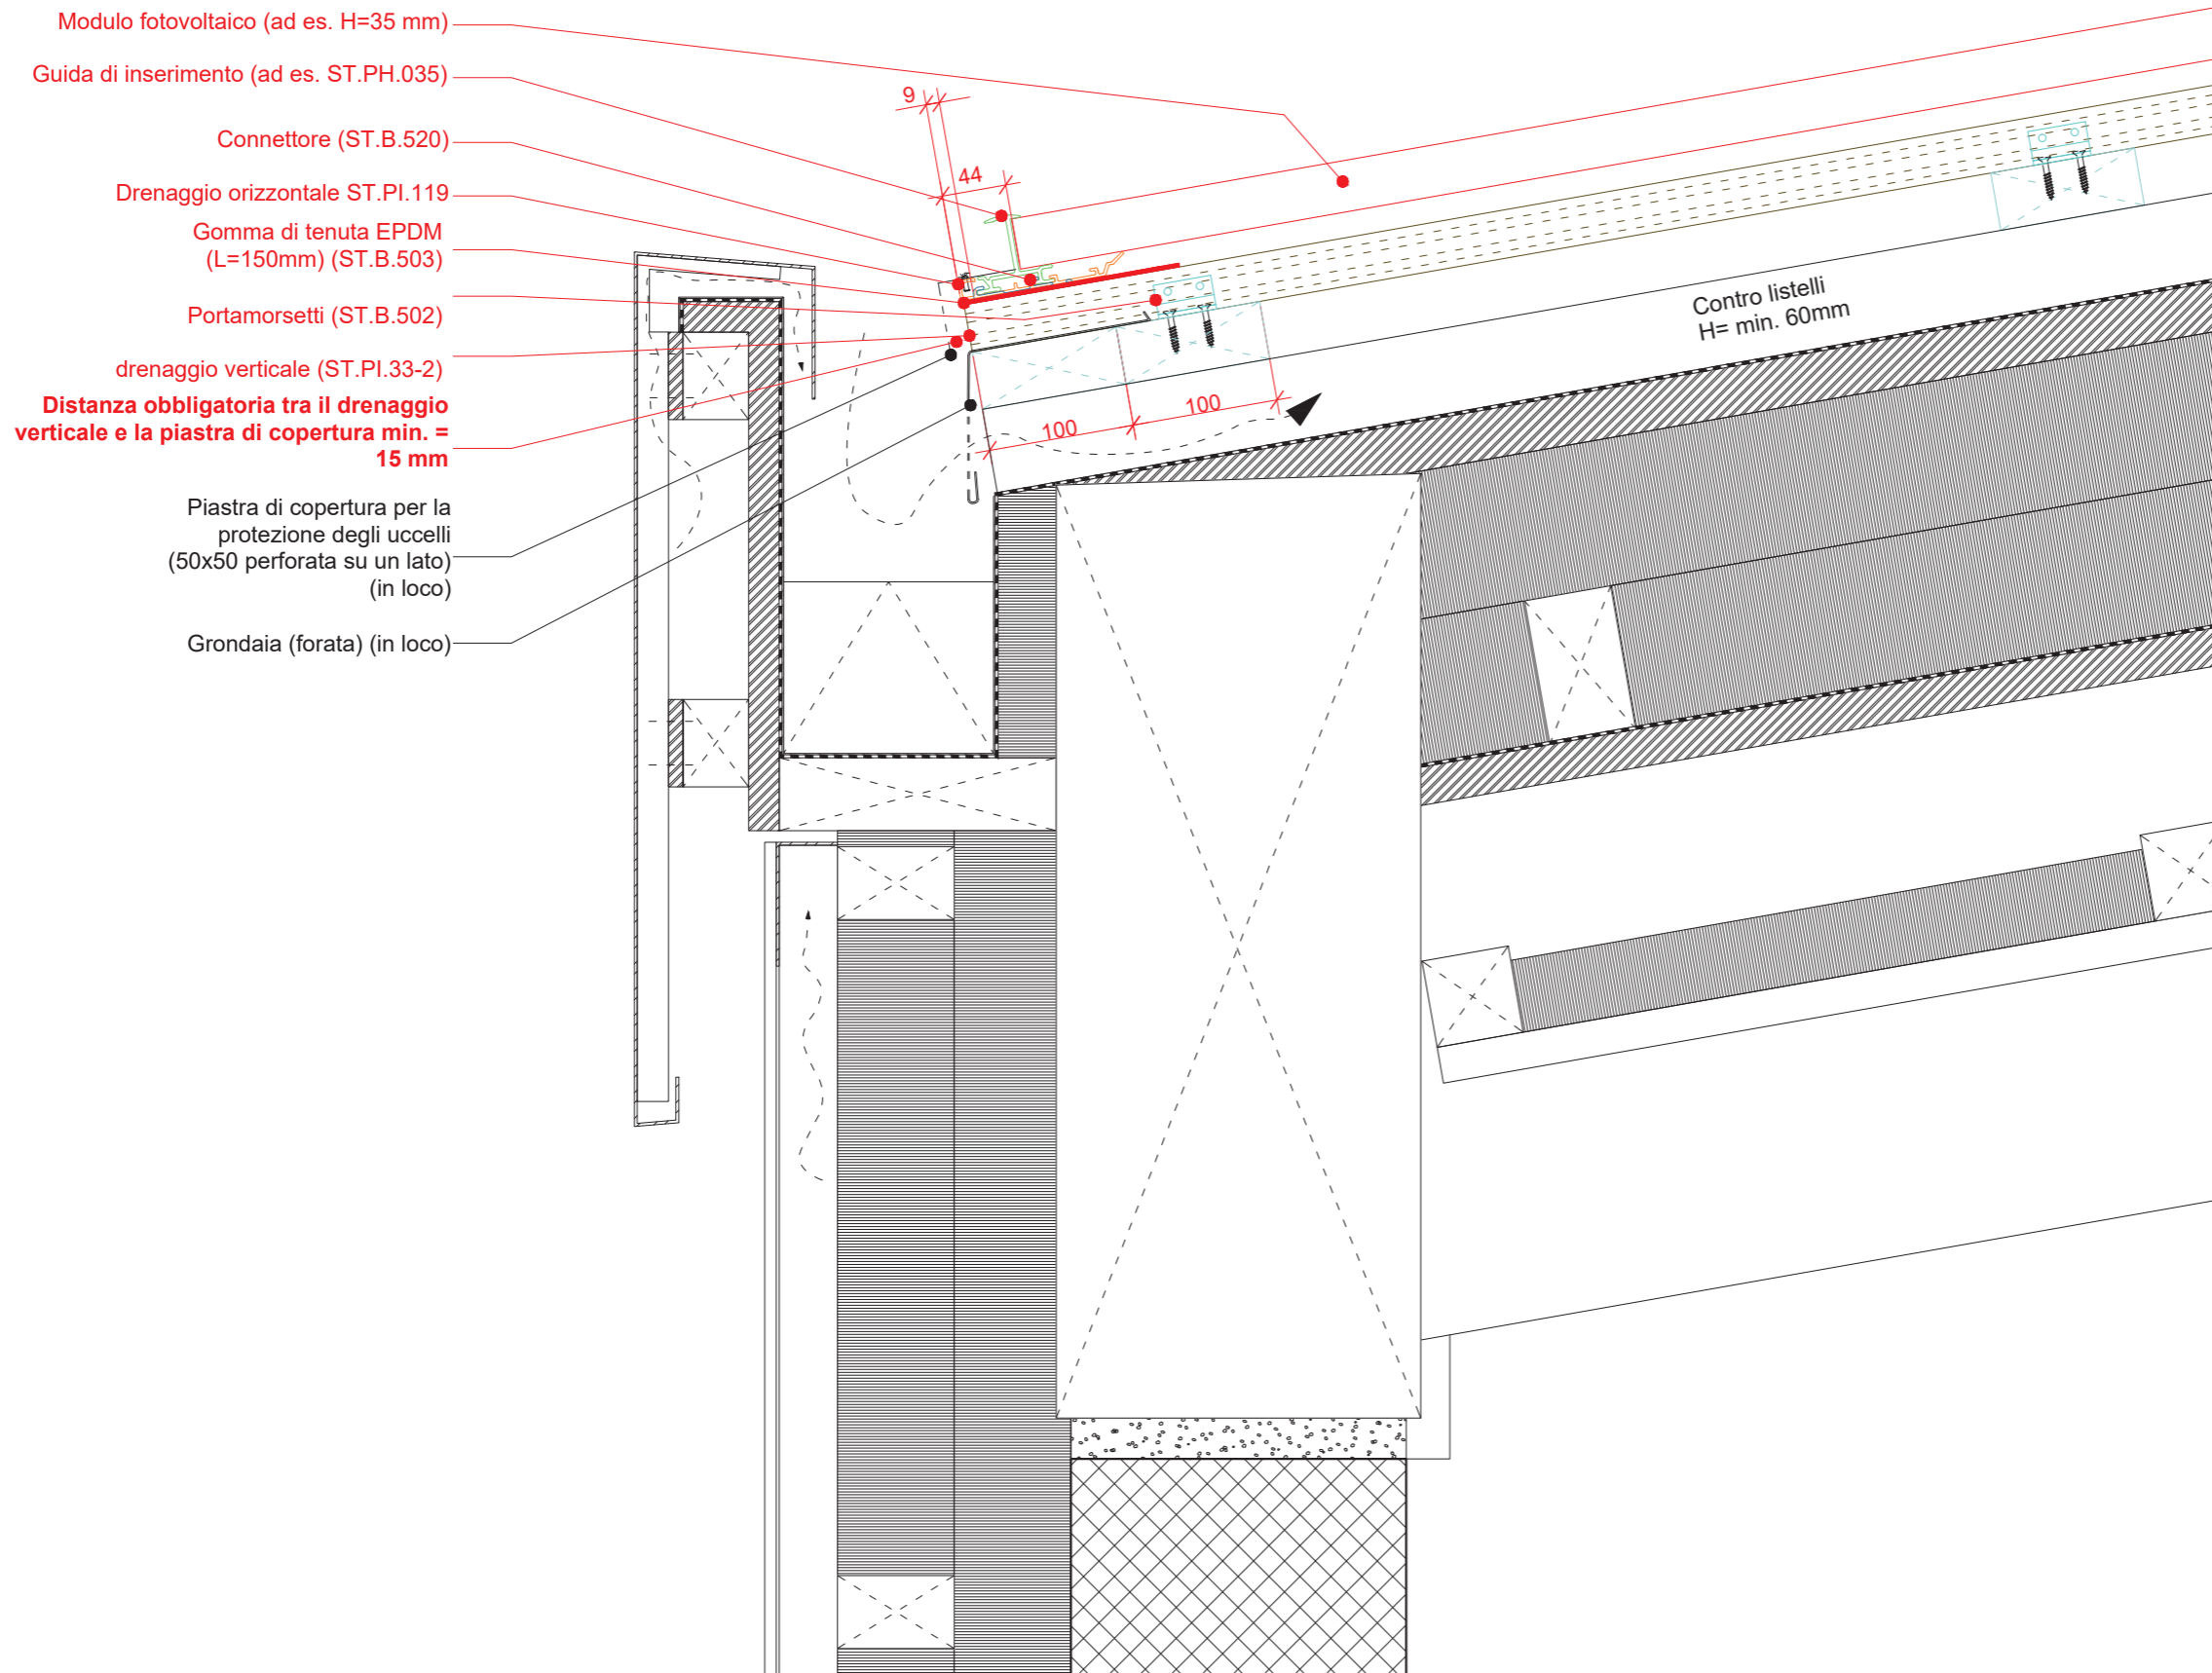 Modulo fotovoltaico (ad es. H=35 mm)
Guida di inserimento (ad es. ST.PH.035)
Connettore (ST.B.520)
Drenaggio orizzontale ST.PI.119
Gomma di tenuta EPDM
(L=150mm) (ST.B.503)
Portamorsetti (ST.B.502)
drenaggio verticale (ST.PI.33-2)
Distanza obbligatoria tra il drenaggio
verticale e la piastra di copertura min. =
15 mm
Piastra di copertura per la
protezione degli uccelli
(50x50 perforata su un lato)
(in loco)
Grondaia (forata) (in loco)
9
44
100
100
Contro listelli
H= min. 60mm